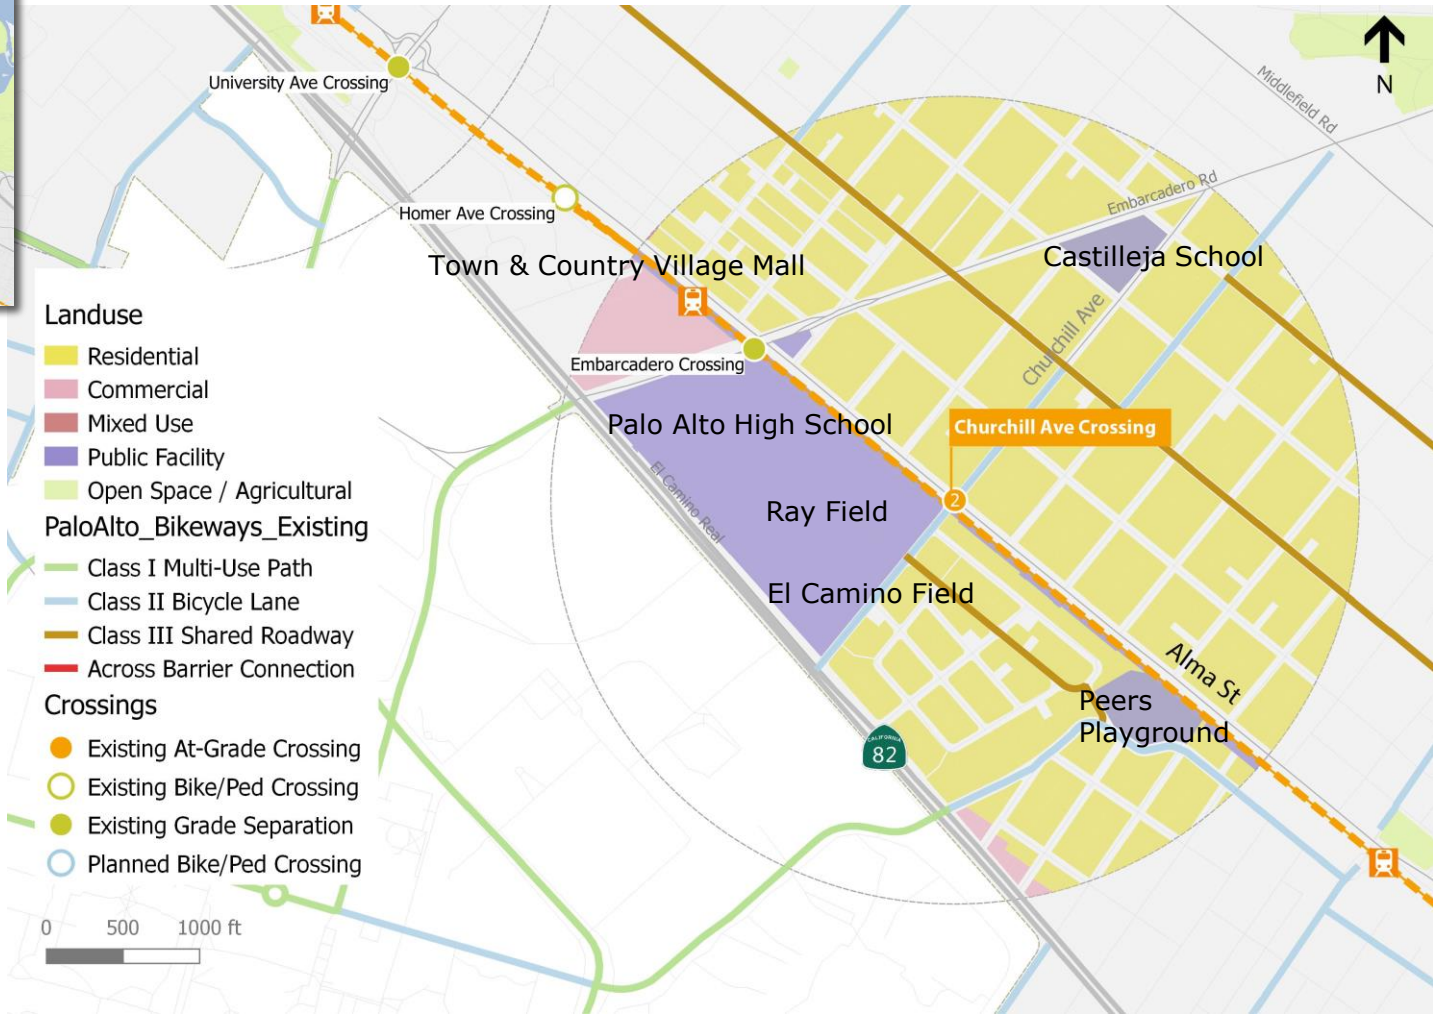 N
University Ave Crossing
Middlefield Rd
Embarcadero Rd
Homer Ave Crossing
Town & Country Village Mall
Castilleja School
Churchill Ave
Embarcadero Crossing
Palo Alto High School
Churchill Ave Crossing
El Camino Real
2
Ray Field
El Camino Field
Alma St
Peers
Playground
CALIFORNIA
82
Landuse
Residential
Commercial
Mixed Use
Public Facility
Open Space / Agricultural
PaloAlto_Bikeways_Existing
Class I Multi-Use Path
Class II Bicycle Lane
Class III Shared Roadway
Across Barrier Connection
Crossings
Existing At-Grade Crossing
Existing Bike/Ped Crossing
Existing Grade Separation
Planned Bike/Ped Crossing
0 500 1000 ft